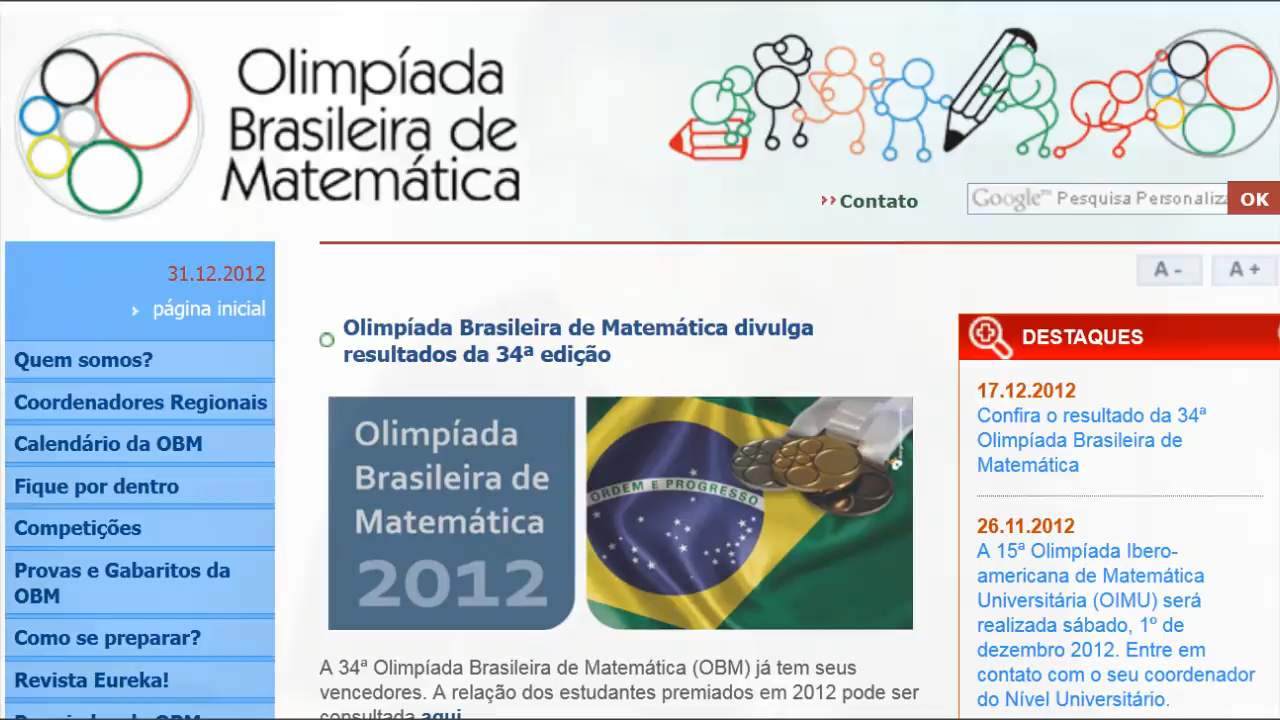 Olimpíada
Brasileira de
Matemática
Contato
Google™ Pesquisa Personaliza
OK
31.12.2012
página inicial
Quem somos?
Coordenadores Regionais
Calendário da OBM
Fique por dentro
Competições
Provas e Gabaritos da
OBM
Como se preparar?
Revista Eureka!
A -
A +
Olimpíada Brasileira de Matemática divulga
resultados da 34ª edição
Olimpíada
Brasileira de
Matemática
2012
ORDEM E PROGRESSO
A 34ª Olimpíada Brasileira de Matemática (OBM) já tem seus
vencedores. A relação dos estudantes premiados em 2012 pode ser
consultada aqui
DESTAQUES
17.12.2012
Confira o resultado da 34ª
Olimpíada Brasileira de
Matemática
26.11.2012
A 15ª Olimpíada Ibero-
americana de Matemática
Universitária (OIMU) será
realizada sábado, 1º de
dezembro 2012. Entre em
contato com o seu coordenador
do Nível Universitário.